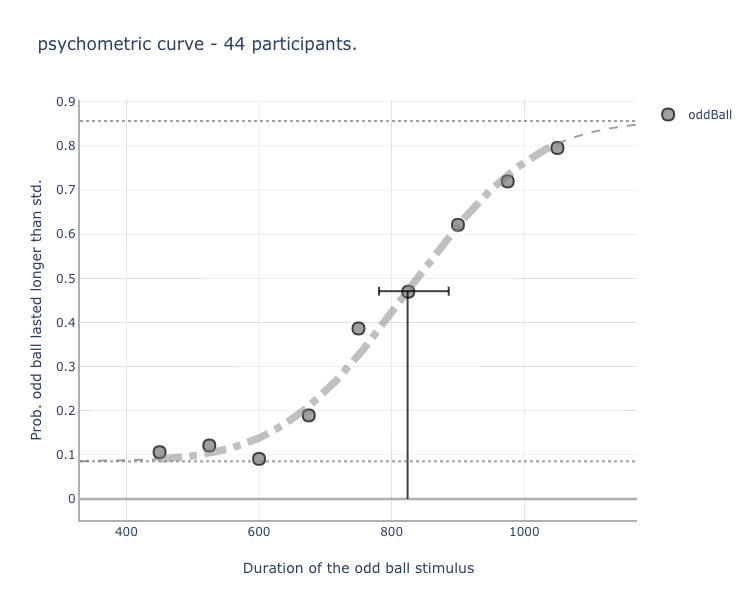 psychometric curve - 44 participants.
oddBall
Prob. odd ball lasted longer than std.
0.9
0.8
0.7
0.6
0.5
0.4
0.3
0.2
0.1
0
400 600 800 1000
Duration of the odd ball stimulus